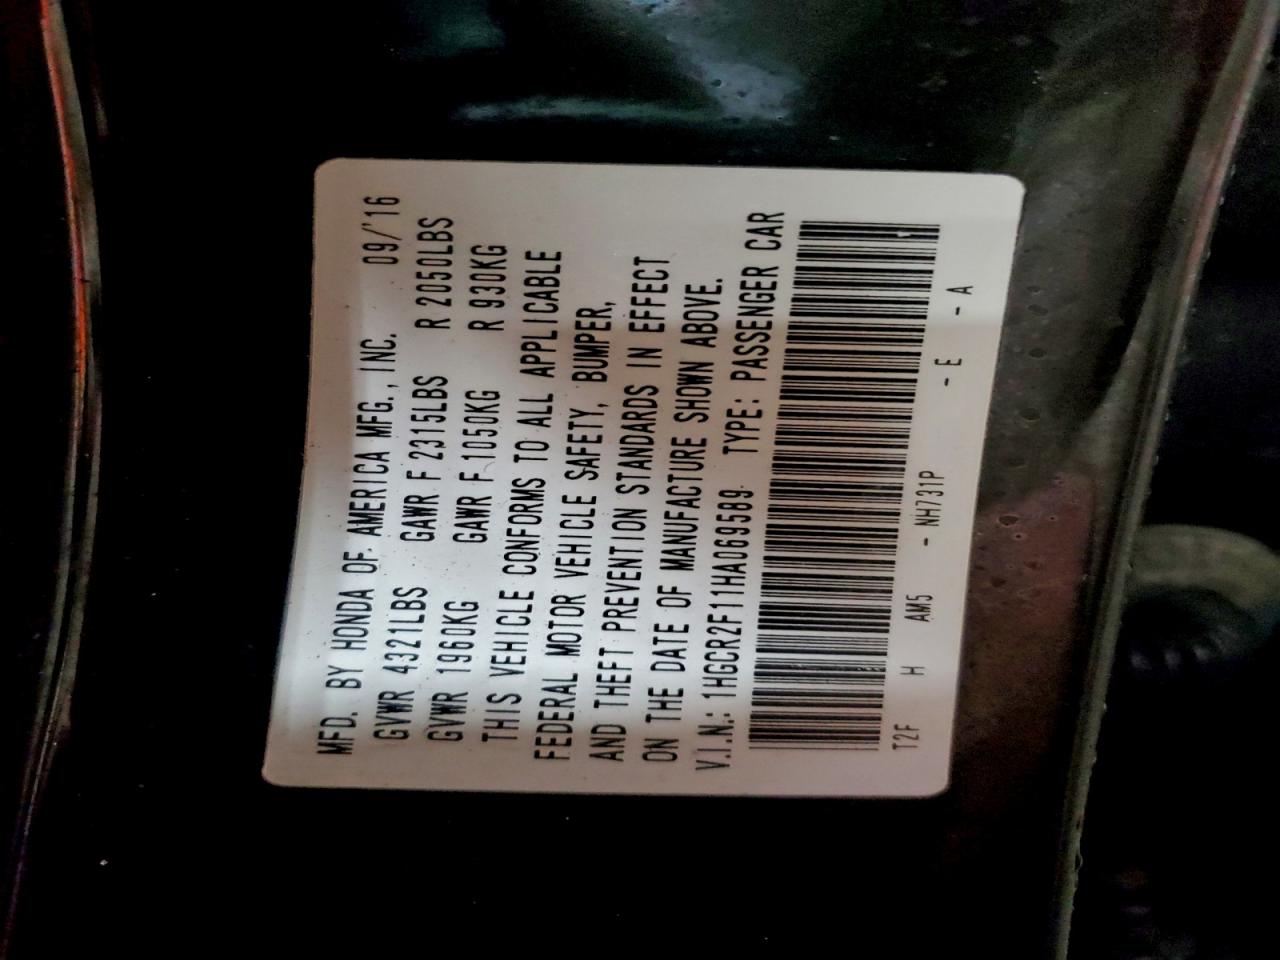 MFD. BY HONDA OF AMERICA MFG., INC. 09/'16
GVWR 4321LBS GAWR F 2315LBS R 2050LBS
GVWR 1960KG GAWR F 1050KG R 930KG
THIS VEHICLE CONFORMS TO ALL APPLICABLE
FEDERAL MOTOR VEHICLE SAFETY, BUMPER,
AND THEFT PREVENTION STANDARDS IN EFFECT
ON THE DATE OF MANUFACTURE SHOWN ABOVE.
V.I.N.: 1HGCR2F11HA069589 TYPE: PASSENGER CAR
T2F H AM5 - NH731P - E - A